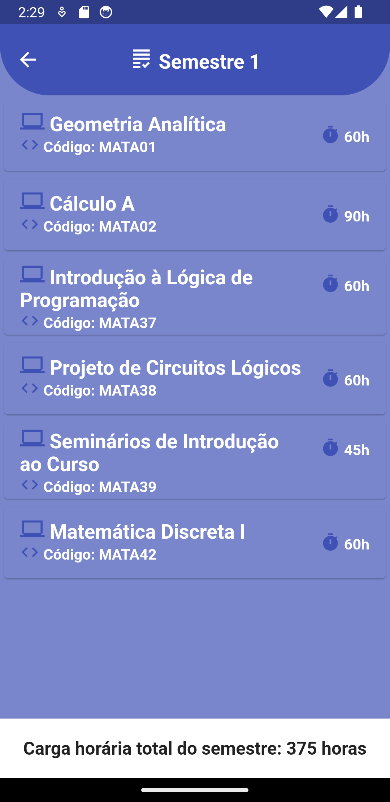 2:29
Semestre 1
Geometria Analítica
Código: MATA01
60h
Cálculo A
Código: MATA02
90h
Introdução à Lógica de
Programação
Código: MATA37
60h
Projeto de Circuitos Lógicos
Código: MATA38
60h
Seminários de Introdução
ao Curso
Código: MATA39
45h
Matemática Discreta I
Código: MATA42
60h
Carga horária total do semestre: 375 horas